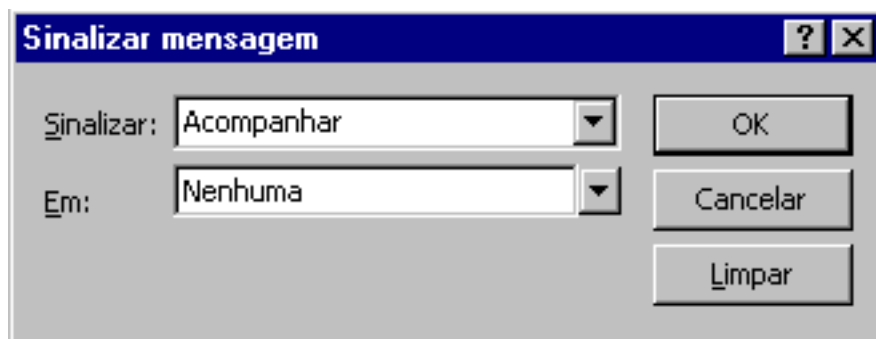 Sinalizar mensagem
Sinalizar: Acompanhar OK
Em: Nenhuma Cancelar
Limpar